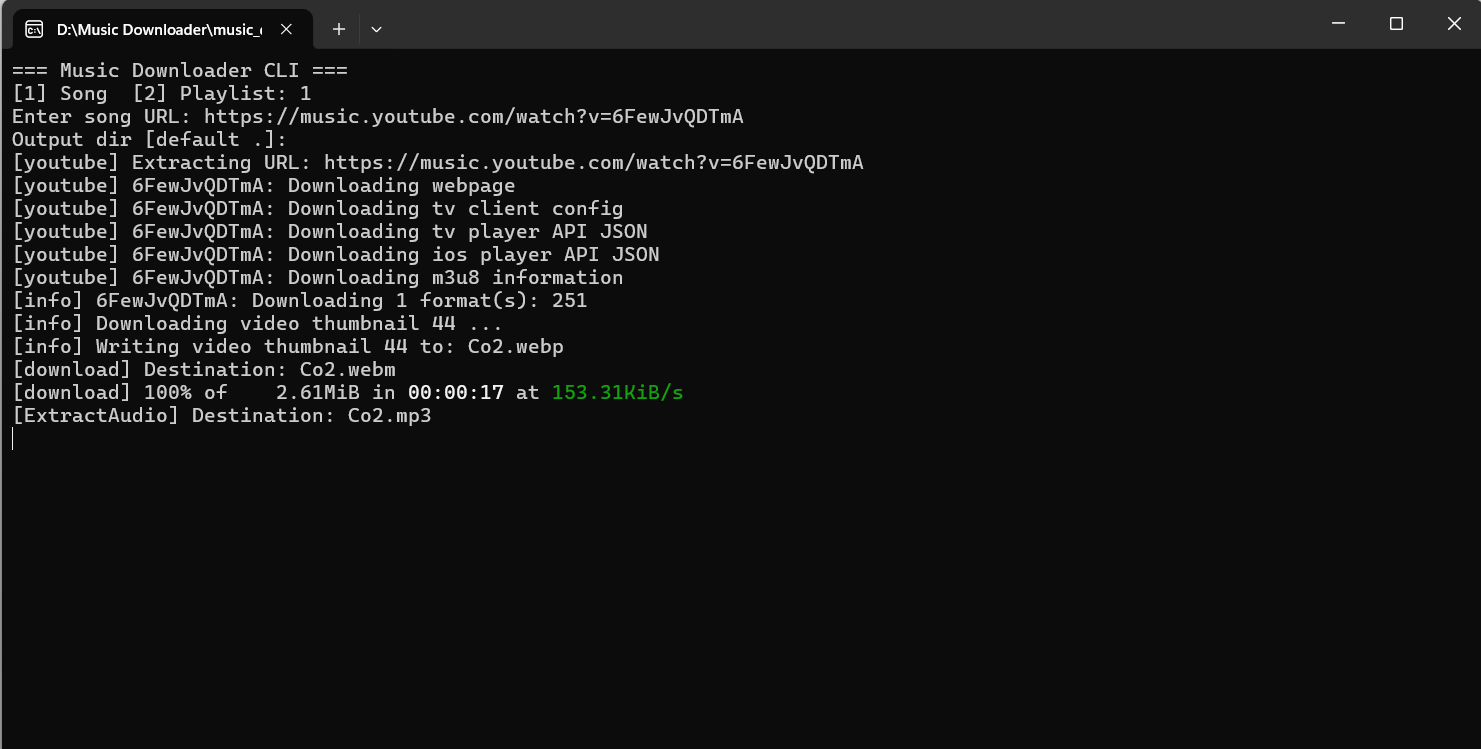 D:\Music Downloader\music_
=== Music Downloader CLI ===
[1] Song  [2] Playlist: 1
Enter song URL: https://music.youtube.com/watch?v=6FewJvQDTmA
Output dir [default .]:
[youtube] Extracting URL: https://music.youtube.com/watch?v=6FewJvQDTmA
[youtube] 6FewJvQDTmA: Downloading webpage
[youtube] 6FewJvQDTmA: Downloading tv client config
[youtube] 6FewJvQDTmA: Downloading tv player API JSON
[youtube] 6FewJvQDTmA: Downloading ios player API JSON
[youtube] 6FewJvQDTmA: Downloading m3u8 information
[info] 6FewJvQDTmA: Downloading 1 format(s): 251
[info] Downloading video thumbnail 44 ...
[info] Writing video thumbnail 44 to: Co2.webp
[download] Destination: Co2.webm
[download] 100% of    2.61MiB in 00:00:17 at 153.31KiB/s
[ExtractAudio] Destination: Co2.mp3